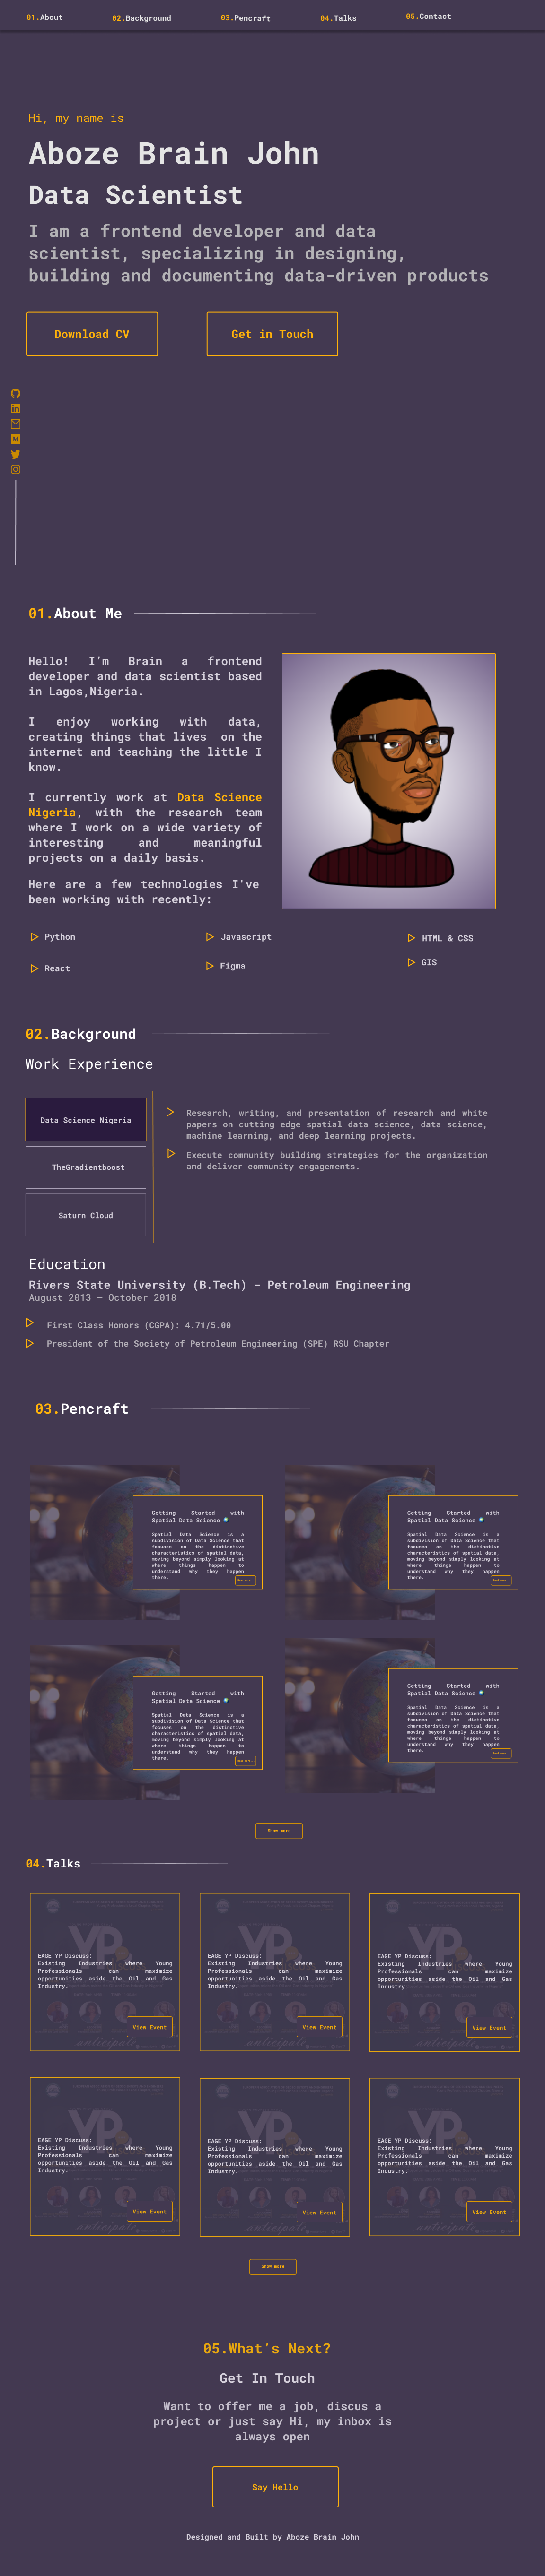 01.About
02.Background
03.Pencraft
04.Talks
05.Contact
Hi, my name is
Aboze Brain John
Data Scientist
I am a frontend developer and data
scientist, specializing in designing,
building and documenting data-driven products
Download CV
Get in Touch
01.About Me
Hello! I’m Brain a frontend
developer and data scientist based
in Lagos,Nigeria.
I enjoy working with data,
creating things that lives on the
internet and teaching the little I
know.
I currently work at Data Science
Nigeria, with the research team
where I work on a wide variety of
interesting and meaningful
projects on a daily basis.
Here are a few technologies I've
been working with recently:
Python
Javascript
HTML & CSS
React
Figma
GIS
02.Background
Work Experience
Data Science Nigeria
TheGradientboost
Saturn Cloud
Research, writing, and presentation of research and white
papers on cutting edge spatial data science, data science,
machine learning, and deep learning projects.
Execute community building strategies for the organization
and deliver community engagements.
Education
Rivers State University (B.Tech) - Petroleum Engineering
August 2013 – October 2018
First Class Honors (CGPA): 4.71/5.00
President of the Society of Petroleum Engineering (SPE) RSU Chapter
03.Pencraft
Getting Started with
Spatial Data Science
Spatial Data Science is a
subdivision of Data Science that
focuses on the distinctive
characteristics of spatial data,
moving beyond simply looking at
where things happen to
understand why they happen
there.
Read more...
Getting Started with
Spatial Data Science
Spatial Data Science is a
subdivision of Data Science that
focuses on the distinctive
characteristics of spatial data,
moving beyond simply looking at
where things happen to
understand why they happen
there.
Read more...
Getting Started with
Spatial Data Science
Spatial Data Science is a
subdivision of Data Science that
focuses on the distinctive
characteristics of spatial data,
moving beyond simply looking at
where things happen to
understand why they happen
there.
Read more...
Getting Started with
Spatial Data Science
Spatial Data Science is a
subdivision of Data Science that
focuses on the distinctive
characteristics of spatial data,
moving beyond simply looking at
where things happen to
understand why they happen
there.
Read more...
Show more
04.Talks
YP
EAGE YP Discuss:
Existing Industries where Young
Professionals can maximize
opportunities aside the Oil and Gas
Industry.
View Event
anticipate
YP
EAGE YP Discuss:
Existing Industries where Young
Professionals can maximize
opportunities aside the Oil and Gas
Industry.
View Event
anticipate
YP
EAGE YP Discuss:
Existing Industries where Young
Professionals can maximize
opportunities aside the Oil and Gas
Industry.
View Event
anticipate
YP
EAGE YP Discuss:
Existing Industries where Young
Professionals can maximize
opportunities aside the Oil and Gas
Industry.
View Event
anticipate
YP
EAGE YP Discuss:
Existing Industries where Young
Professionals can maximize
opportunities aside the Oil and Gas
Industry.
View Event
anticipate
YP
EAGE YP Discuss:
Existing Industries where Young
Professionals can maximize
opportunities aside the Oil and Gas
Industry.
View Event
anticipate
Show more
05.What’s Next?
Get In Touch
Want to offer me a job, discus a
project or just say Hi, my inbox is
always open
Say Hello
Designed and Built by Aboze Brain John